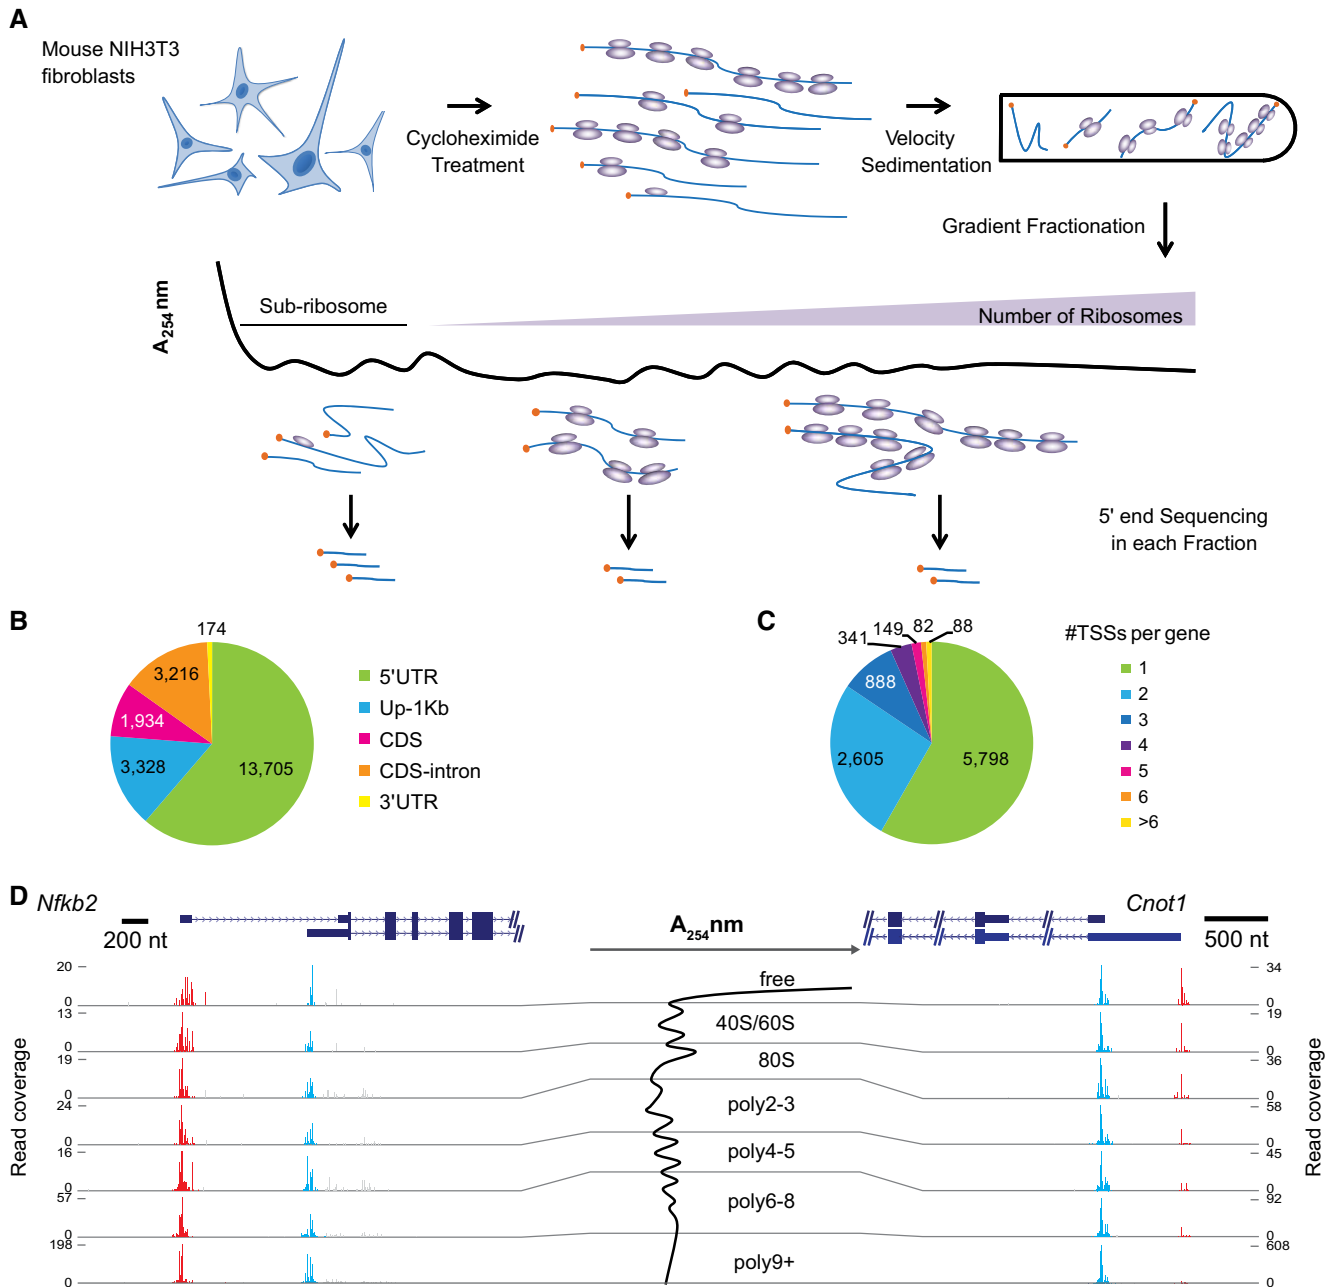 A
Mouse NIH3T3
fibroblasts
Cycloheximide
Treatment
Velocity
Sedimentation
Gradient Fractionation
A254 nm
Sub-ribosome
Number of Ribosomes
5' end Sequencing
in each Fraction
B
174
3,216
1,934
3,328
13,705
5'UTR
Up-1Kb
CDS
CDS-intron
3'UTR
C
341
149
82
88
888
2,605
5,798
#TSSs per gene
1
2
3
4
5
6
>6
D
Nfkb2
200 nt
A254nm
Cnot1
500 nt
Read coverage
20
0
13
0
19
0
24
0
16
0
57
0
198
0
free
40S/60S
80S
poly2-3
poly4-5
poly6-8
poly9+
34
0
19
0
36
0
58
0
45
0
92
0
608
0
Read coverage